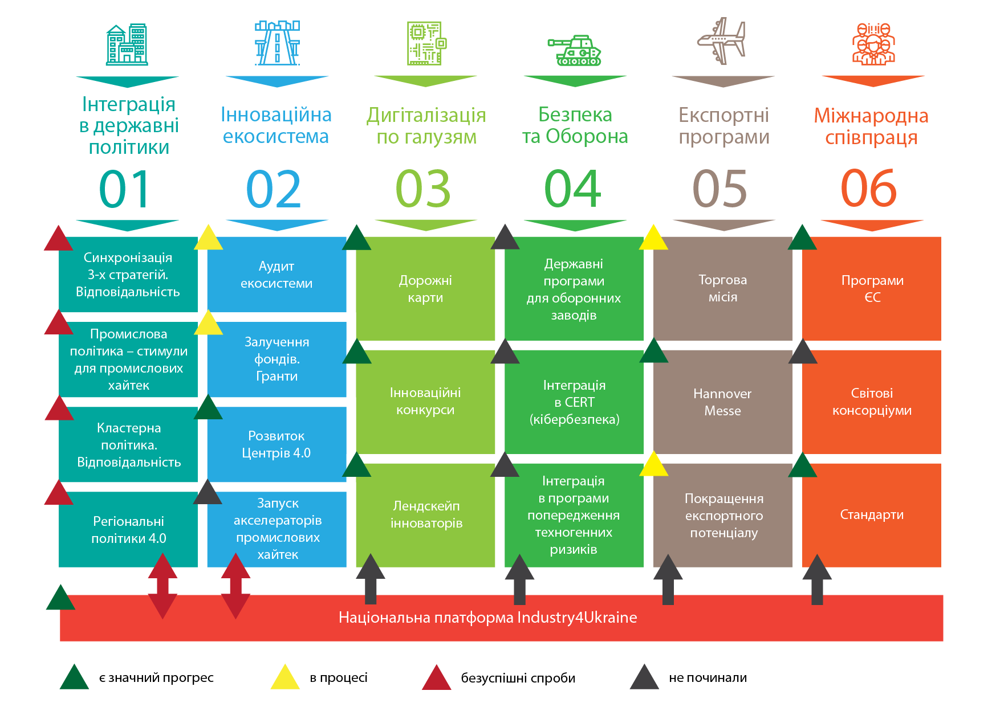 Інтеграція
в державні
політики
01
Інноваційна
екосистема
02
Дигіталізація
по галузям
03
Безпека
та Оборона
04
Експортні
програми
05
Міжнародна
співпраця
06
Синхронізація
3-х стратегій.
Відповідальність
Промислова
політика – стимули
для промислових
хайтек
Кластерна
політика.
Відповідальність
Регіональні
політики 4.0
Аудит
екосистеми
Залучення
фондів.
Гранти
Розвиток
Центрів 4.0
Запуск
акселераторів
промислових
хайтек
Дорожні
карти
Інноваційні
конкурси
Лендскейп
інноваторів
Державні
програми
для оборонних
заводів
Інтеграція
в CERT
(кібербезпека)
Інтеграція
в програми
попередження
техногенних
ризиків
Торгова
місія
Hannover
Messe
Покращення
експортного
потенціалу
Програми
ЄС
Світові
консорціуми
Стандарти
Національна платформа Industry4Ukraine
є значний прогрес
в процесі
безуспішні спроби
не починали